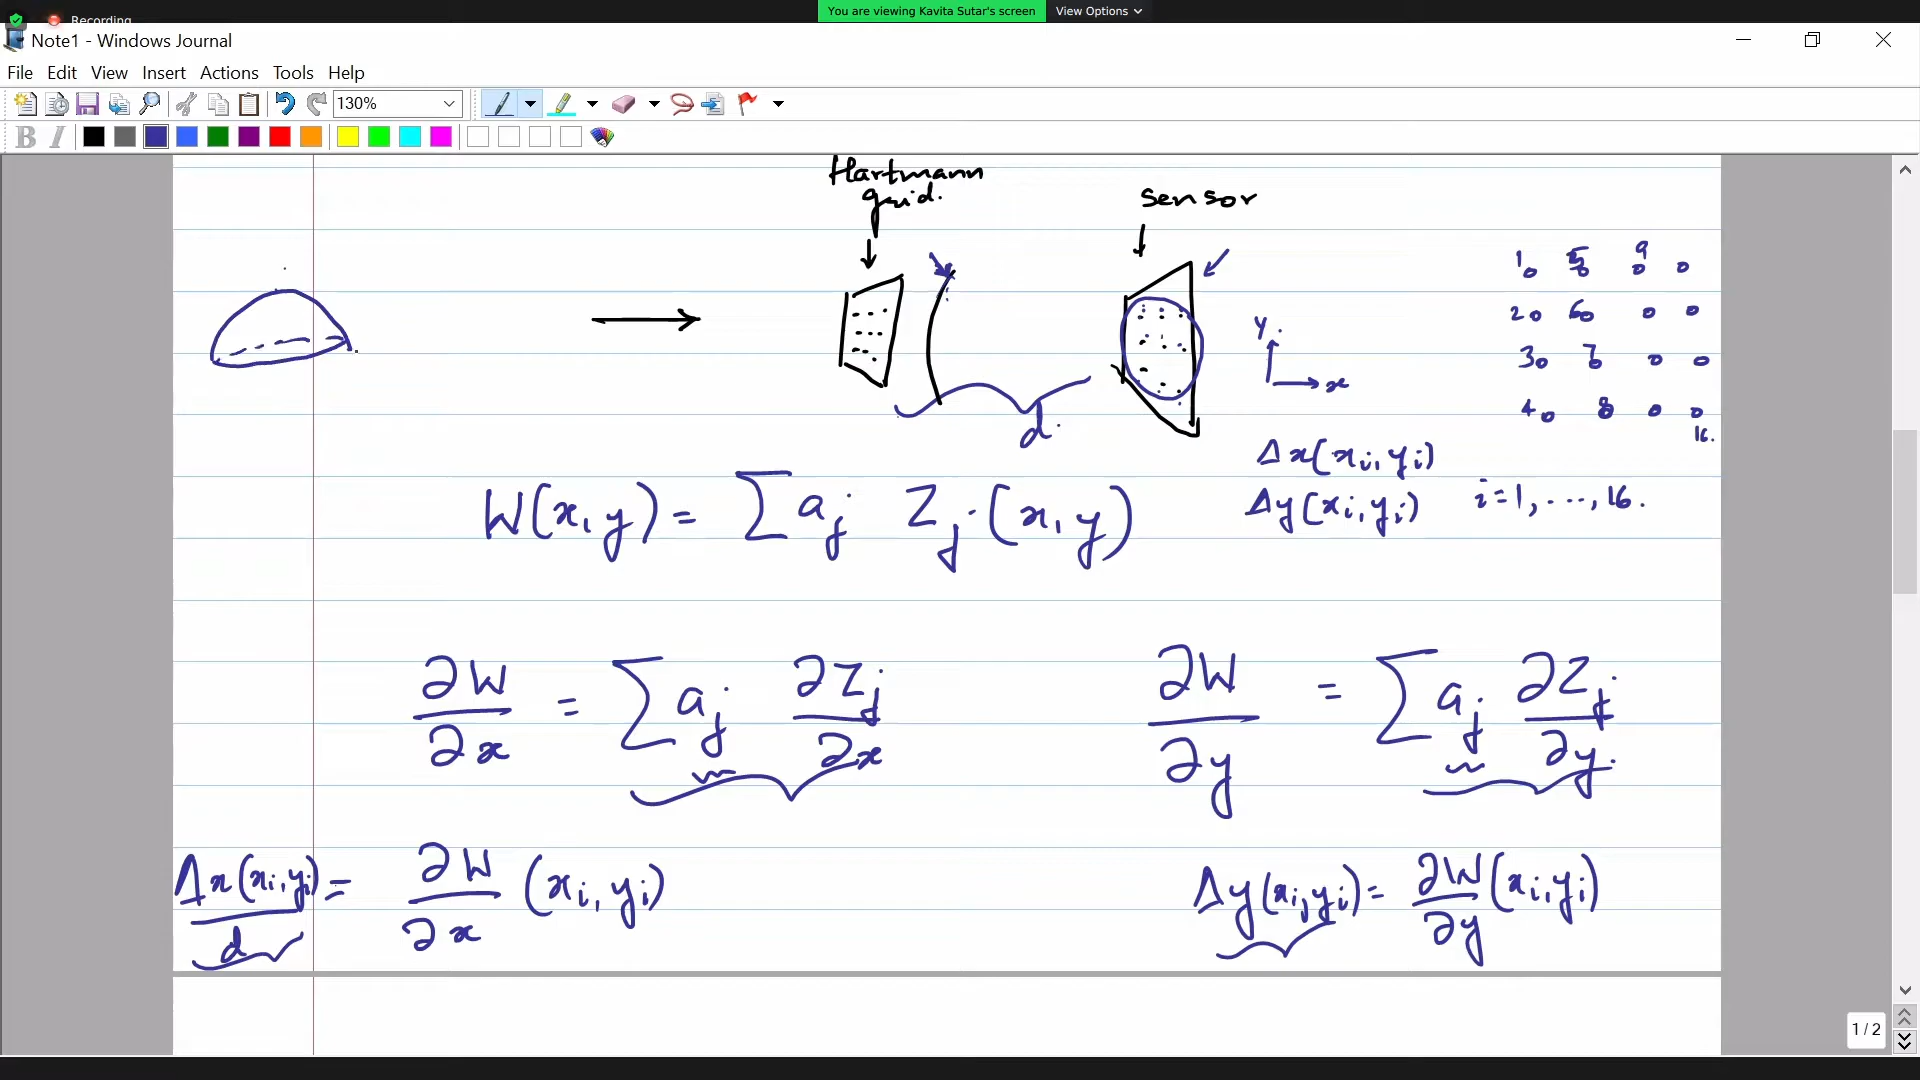 Recording
You are viewing Kavita Sutar's screen View Options
Note1 - Windows Journal
File Edit View Insert Actions Tools Help
130%
B I
Hartmann
grid.
sensor
1 5 9
2 6
3 7
4 8
16.
y
x
d
Δx(xi, yi)
Δy(xi, yi) i=1, ..., 16.
W(x, y) = Σ aj Zj (x, y)
∂W/∂x = Σ aj ∂Zj/∂x
∂W/∂y = Σ aj ∂Zj/∂y
Δx(xi, yi)/d = ∂W/∂x (xi, yi)
Δy(xi, yi) = ∂W/∂y (xi, yi)
1 / 2